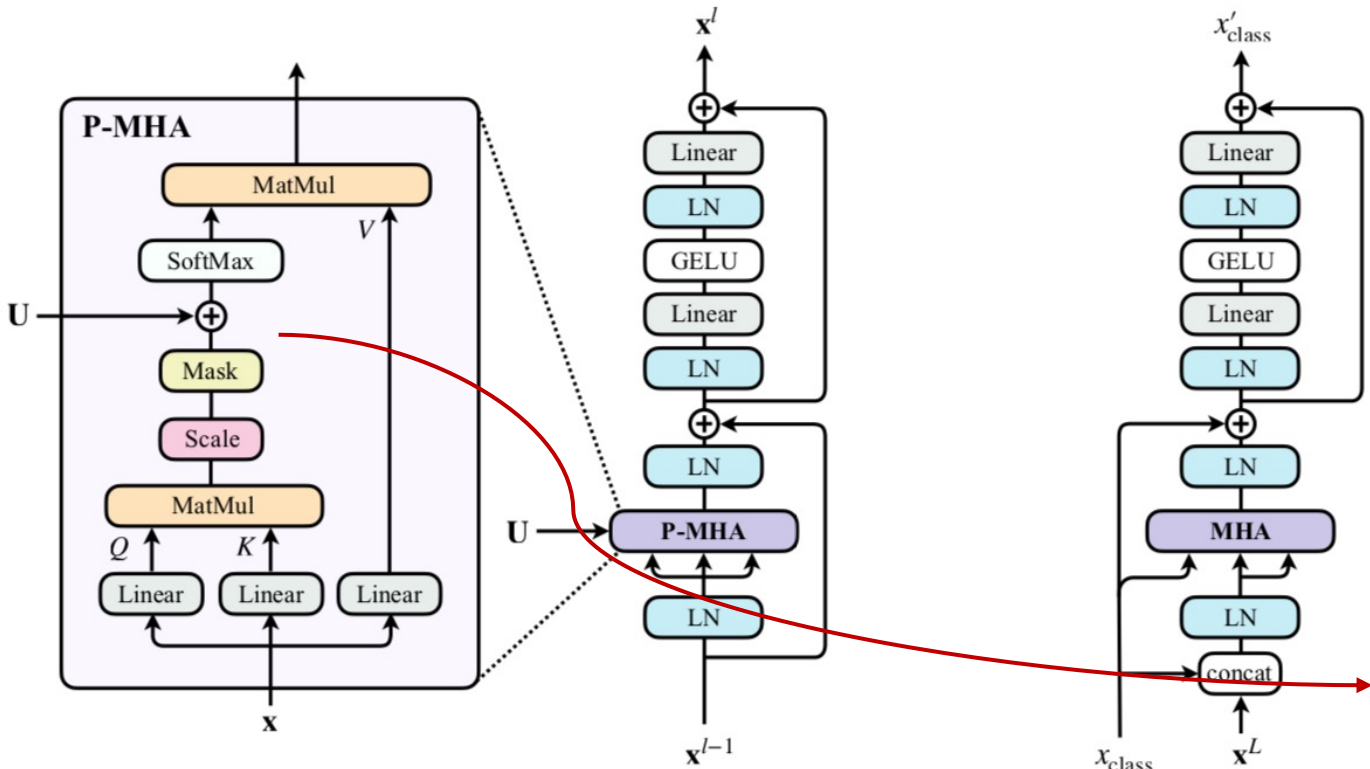 P-MHA
MatMul
V
SoftMax
U
+
Mask
Scale
MatMul
Q
K
Linear
Linear
Linear
x
x^l
+
Linear
LN
GELU
Linear
LN
+
LN
U
P-MHA
LN
x^{l-1}
x'_class
+
Linear
LN
GELU
Linear
LN
+
LN
MHA
LN
concat
x_class
x^L